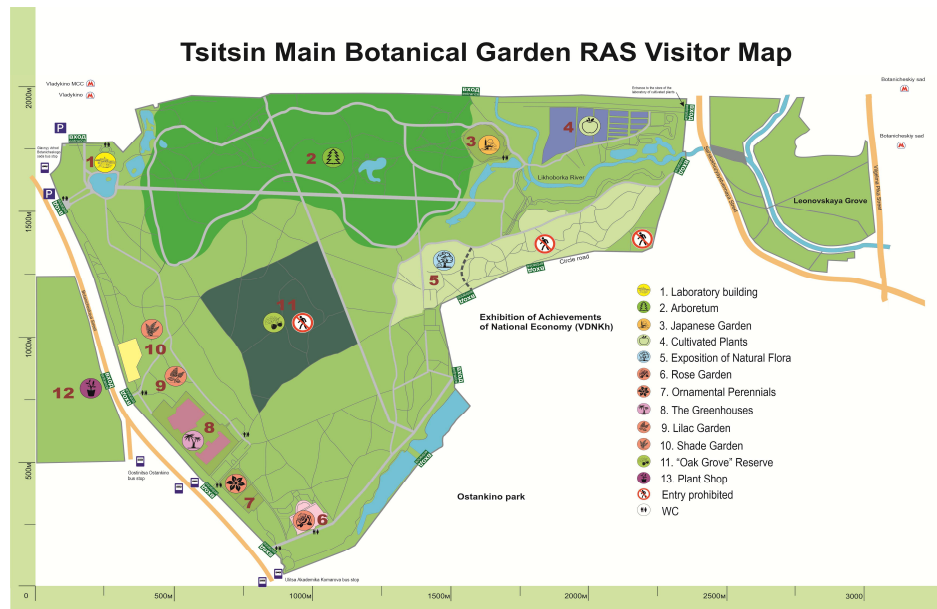 Tsitsin Main Botanical Garden RAS Visitor Map
Vladykino MCC
Vladykino
Botanicheskiy sad
Botanicheskiy sad
2000м
1500м
1000м
500м
0
500м
1000м
1500м
2000м
2500м
3000
P
P
ВХОД
ВХОД
ВХОД
ВХОД
ВХОД
ВХОД
ВХОД
ВХОД
ВХОД
ВХОД
ВХОД
ВХОД
ВХОД
1
2
3
4
5
6
7
8
9
10
11
12
Likhoborka River
Leonovskaya Grove
Circle road
Exhibition of Achievements
of National Economy (VDNKh)
Ostankino park
Gostinitsa Ostankino
bus stop
Ulitsa Akademika Komarova bus stop
1. Laboratory building
2. Arboretum
3. Japanese Garden
4. Cultivated Plants
5. Exposition of Natural Flora
6. Rose Garden
7. Ornamental Perennials
8. The Greenhouses
9. Lilac Garden
10. Shade Garden
11. “Oak Grove” Reserve
13. Plant Shop
Entry prohibited
WC